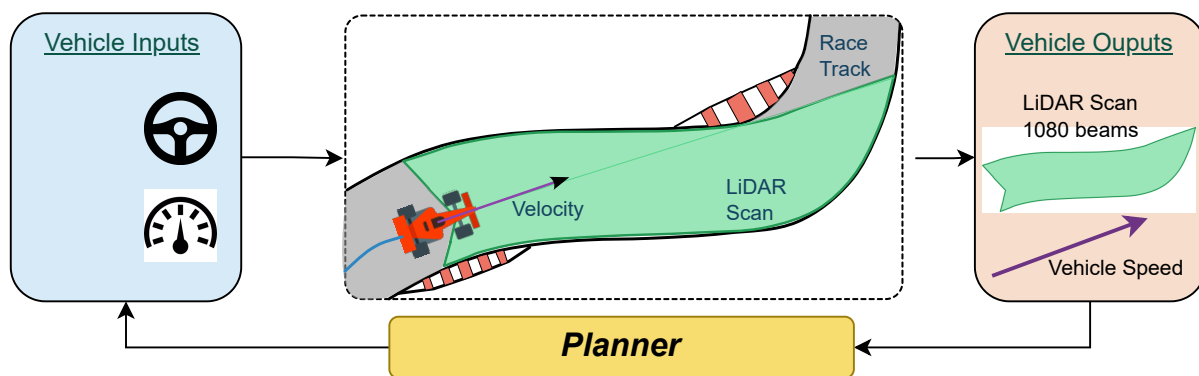 Vehicle Inputs
Race
Track
Velocity
LiDAR
Scan
Vehicle Ouputs
LiDAR Scan
1080 beams
Vehicle Speed
Planner